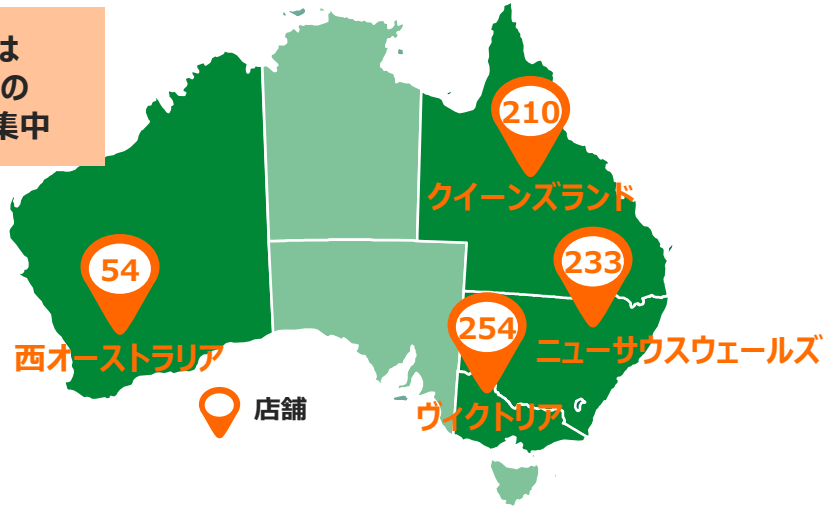 は
の
集中
210
クイーンズランド
233
54
254
ニューサウスウェールズ
西オーストラリア
店舗
ヴィクトリア